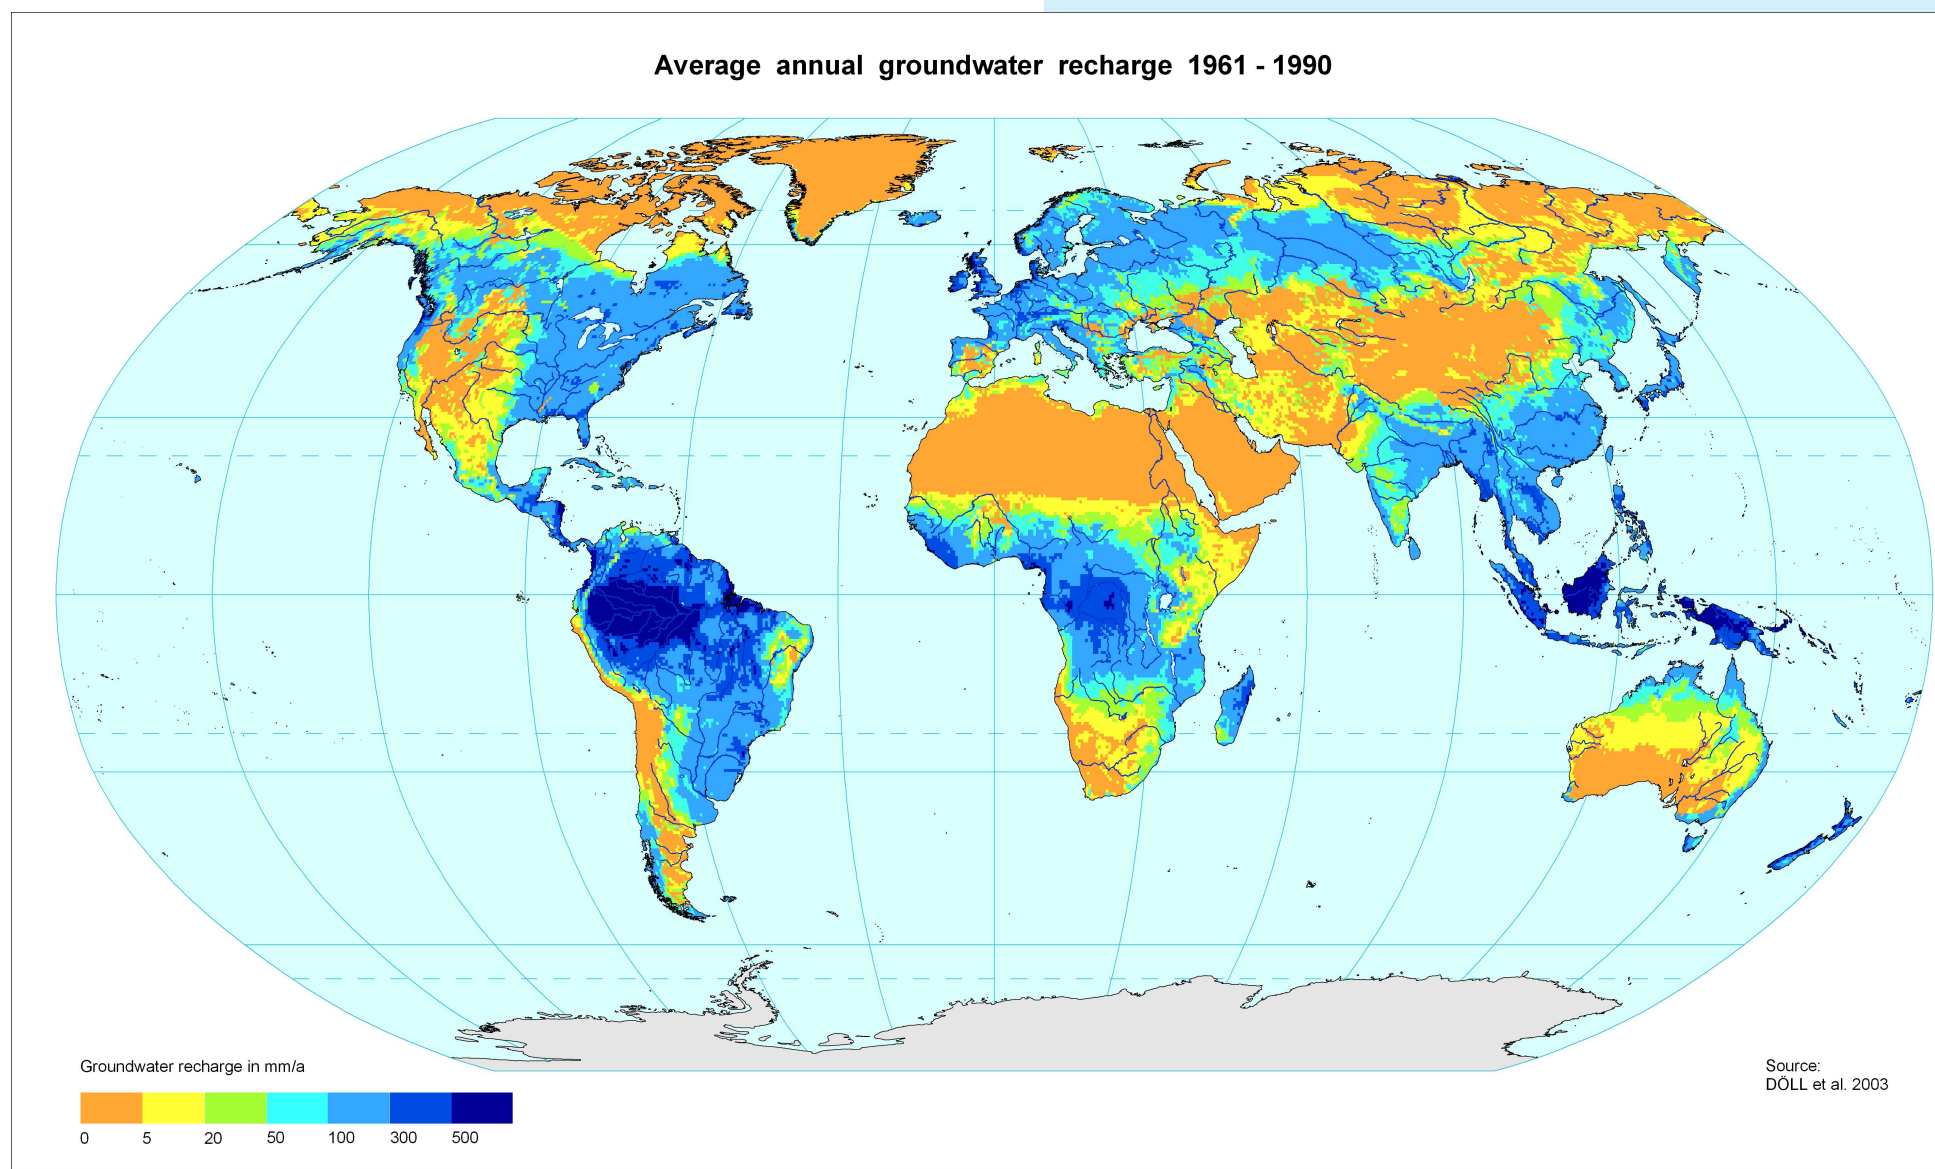 Average annual groundwater recharge 1961 - 1990
Groundwater recharge in mm/a
0 5 20 50 100 300 500
Source:
DÖLL et al. 2003